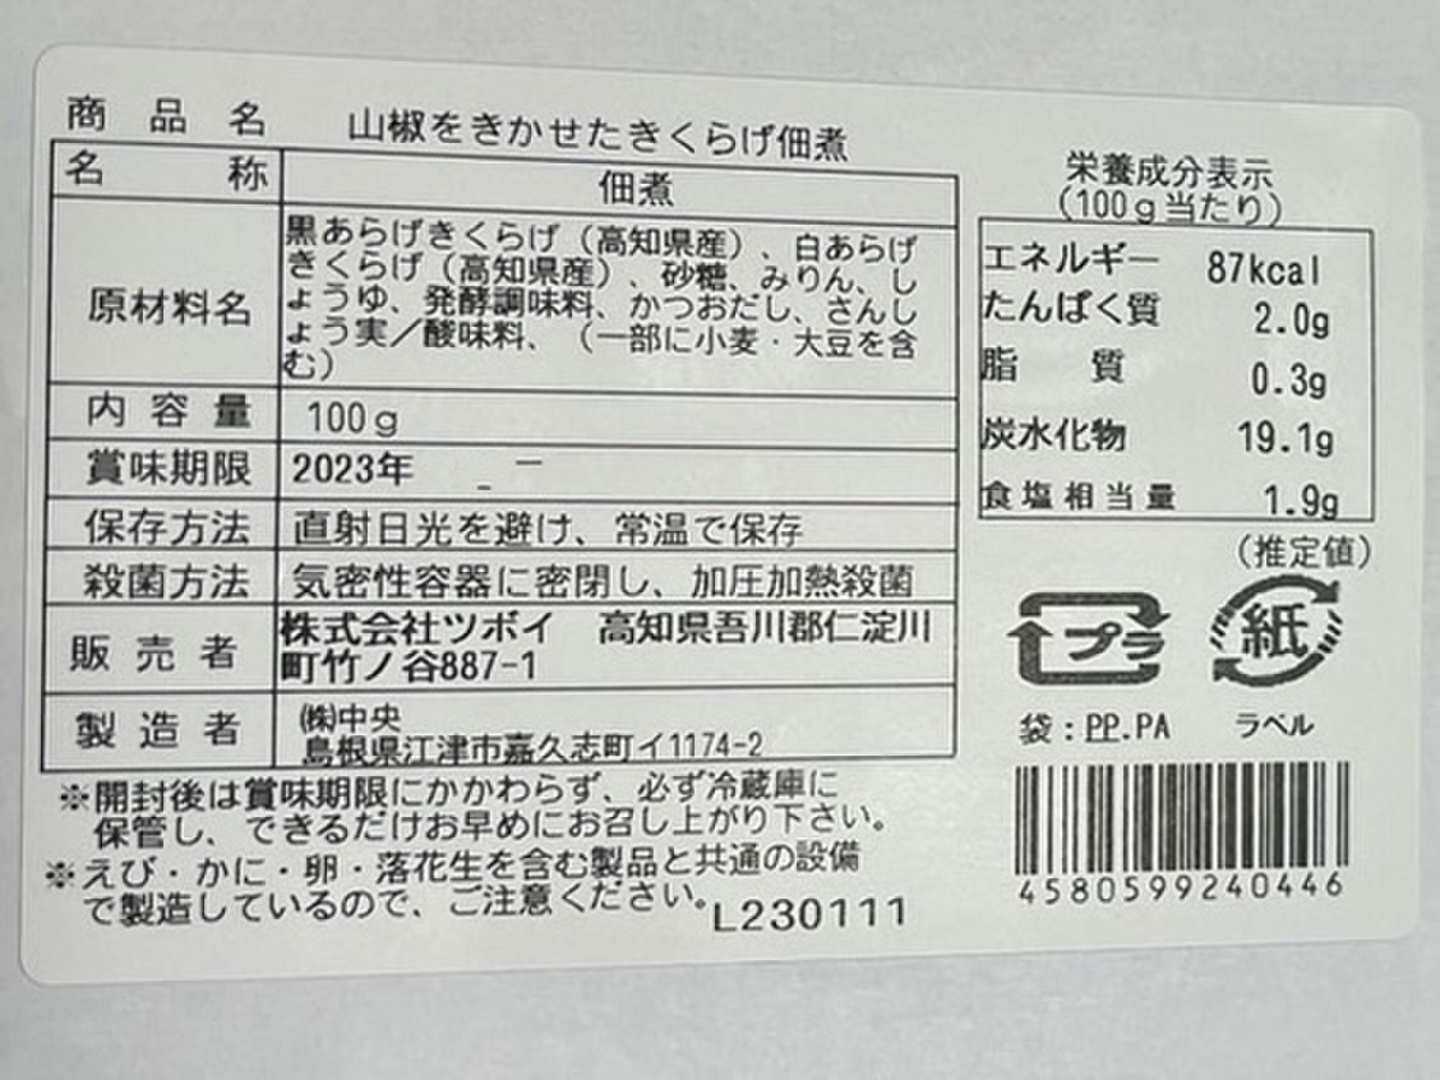 商品名 山椒をきかせたきくらげ佃煮
名称 佃煮
原材料名
黒あらげきくらげ（高知県産）、白あらげ
きくらげ（高知県産）、砂糖、みりん、し
ょうゆ、発酵調味料、かつおだし、さんし
ょう実／酸味料、（一部に小麦・大豆を含
む）
内容量 100g
賞味期限 2023年
保存方法 直射日光を避け、常温で保存
殺菌方法 気密性容器に密閉し、加圧加熱殺菌
販売者
株式会社ツボイ 高知県吾川郡仁淀川
町竹ノ谷887-1
製造者
㈱中央
島根県江津市嘉久志町イ1174-2
※開封後は賞味期限にかかわらず、必ず冷蔵庫に
保管し、できるだけお早めにお召し上がり下さい。
※えび・かに・卵・落花生を含む製品と共通の設備
で製造しているので、ご注意ください。
L230111
栄養成分表示
（100g当たり）
エネルギー 87kcal
たんぱく質 2.0g
脂質 0.3g
炭水化物 19.1g
食塩相当量 1.9g
（推定値）
プラ 紙
袋：PP.PA ラベル
4580599240446